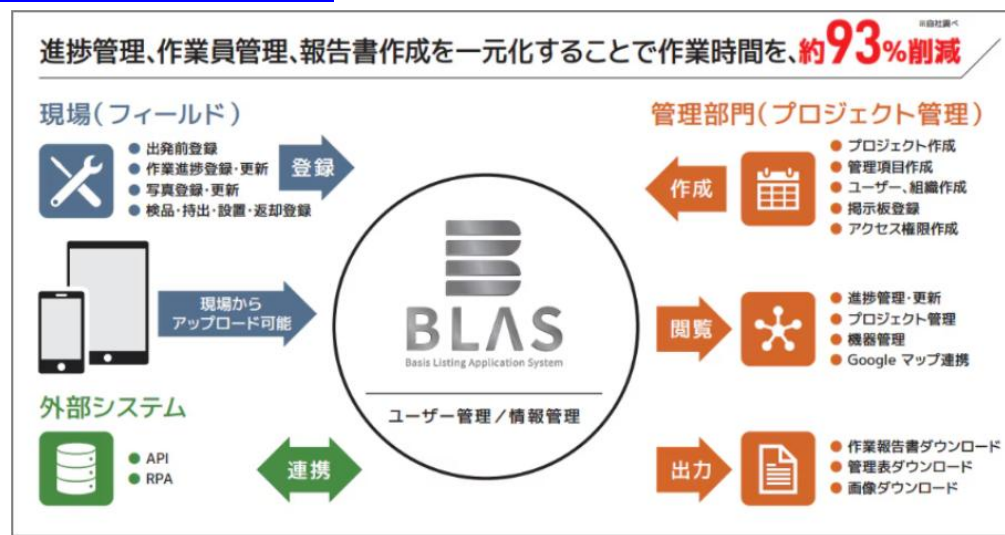 ※自社調べ
進捗管理、作業員管理、報告書作成を一元化することで作業時間を、約93%削減
現場(フィールド)
● 出発前登録
● 作業進捗登録・更新
● 写真登録・更新
● 検品・持出・設置・返却登録
登録
現場から
アップロード可能
外部システム
● API
● RPA
連携
BLAS
Basis Listing Application System
ユーザー管理/情報管理
管理部門(プロジェクト管理)
作成
● プロジェクト作成
● 管理項目作成
● ユーザー、組織作成
● 掲示板登録
● アクセス権限作成
閲覧
● 進捗管理・更新
● プロジェクト管理
● 機器管理
● Google マップ連携
出力
● 作業報告書ダウンロード
● 管理表ダウンロード
● 画像ダウンロード